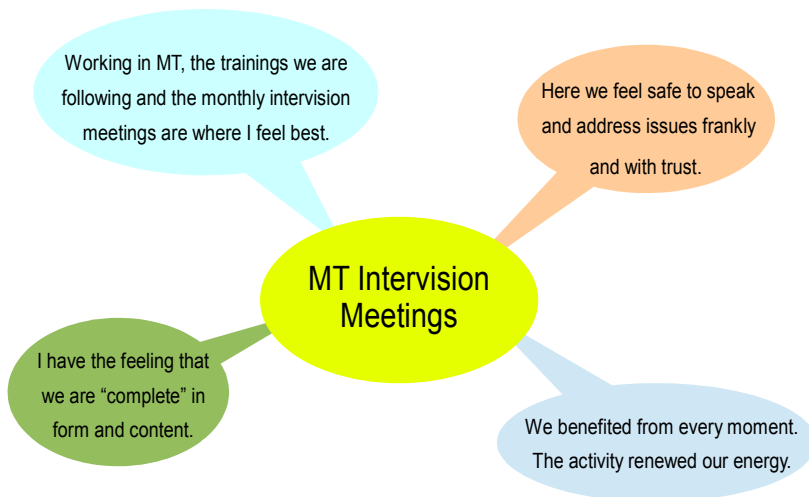 Working in MT, the trainings we are
following and the monthly intervision
meetings are where I feel best.
Here we feel safe to speak
and address issues frankly
and with trust.
MT Intervision
Meetings
I have the feeling that
we are “complete” in
form and content.
We benefited from every moment.
The activity renewed our energy.